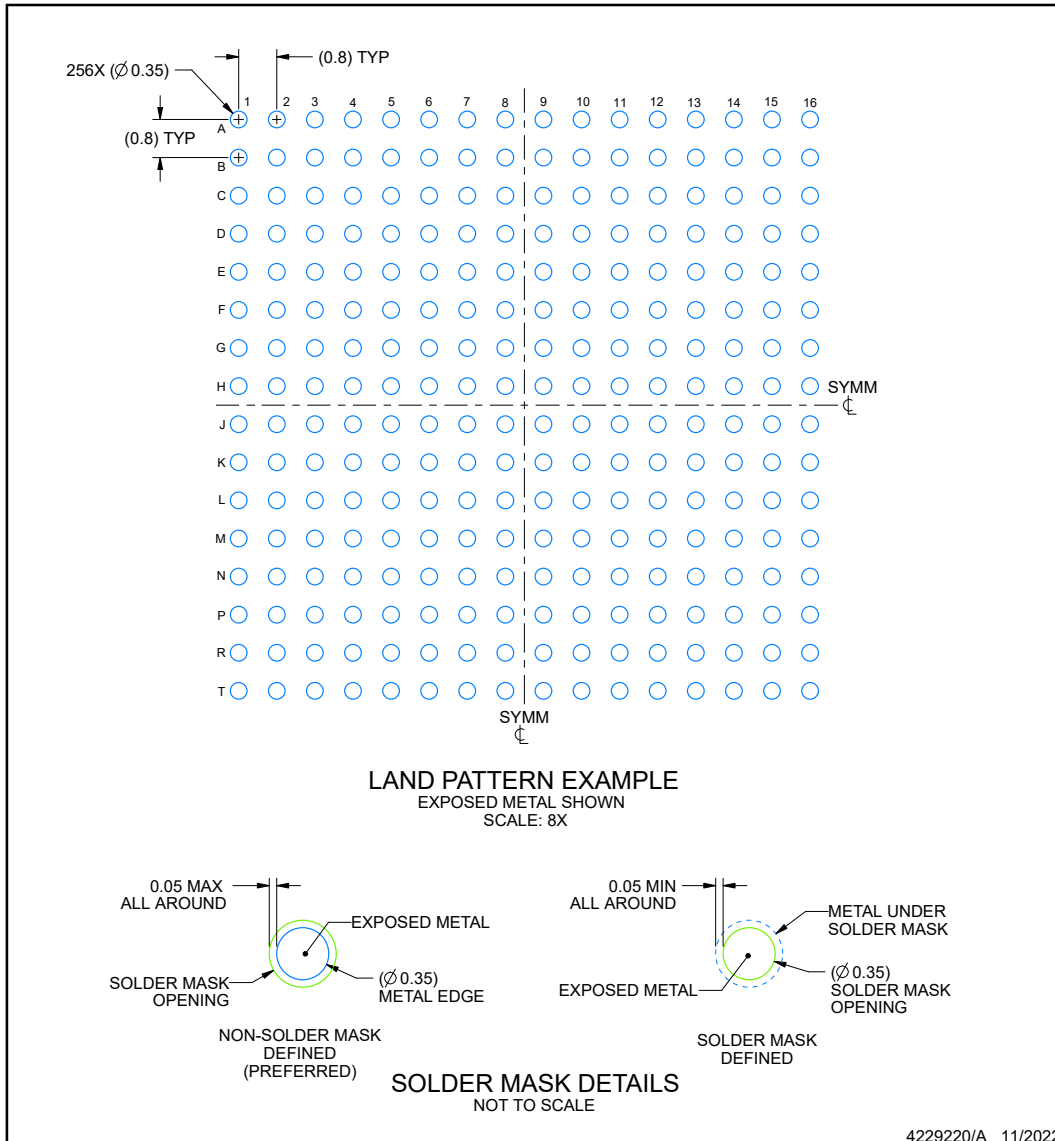 (0.8) TYP
256X (Ø 0.35)
1 2 3 4 5 6 7 8 9 10 11 12 13 14 15 16
A
(0.8) TYP
B
C
D
E
F
G
H
SYMM
℄
J
K
L
M
N
P
R
T
SYMM
℄
LAND PATTERN EXAMPLE
EXPOSED METAL SHOWN
SCALE: 8X
0.05 MAX
ALL AROUND
EXPOSED METAL
SOLDER MASK
OPENING
(Ø 0.35)
METAL EDGE
NON-SOLDER MASK
DEFINED
(PREFERRED)
0.05 MIN
ALL AROUND
METAL UNDER
SOLDER MASK
EXPOSED METAL
(Ø 0.35)
SOLDER MASK
OPENING
SOLDER MASK
DEFINED
SOLDER MASK DETAILS
NOT TO SCALE
4229220/A 11/2022